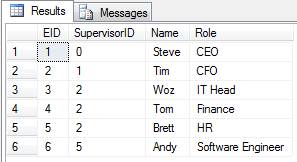 Results Messages
EID SupervisorID Name Role
1 1 0 Steve CEO
2 2 1 Tim CFO
3 3 2 Woz IT Head
4 4 2 Tom Finance
5 5 2 Brett HR
6 6 5 Andy Software Engineer